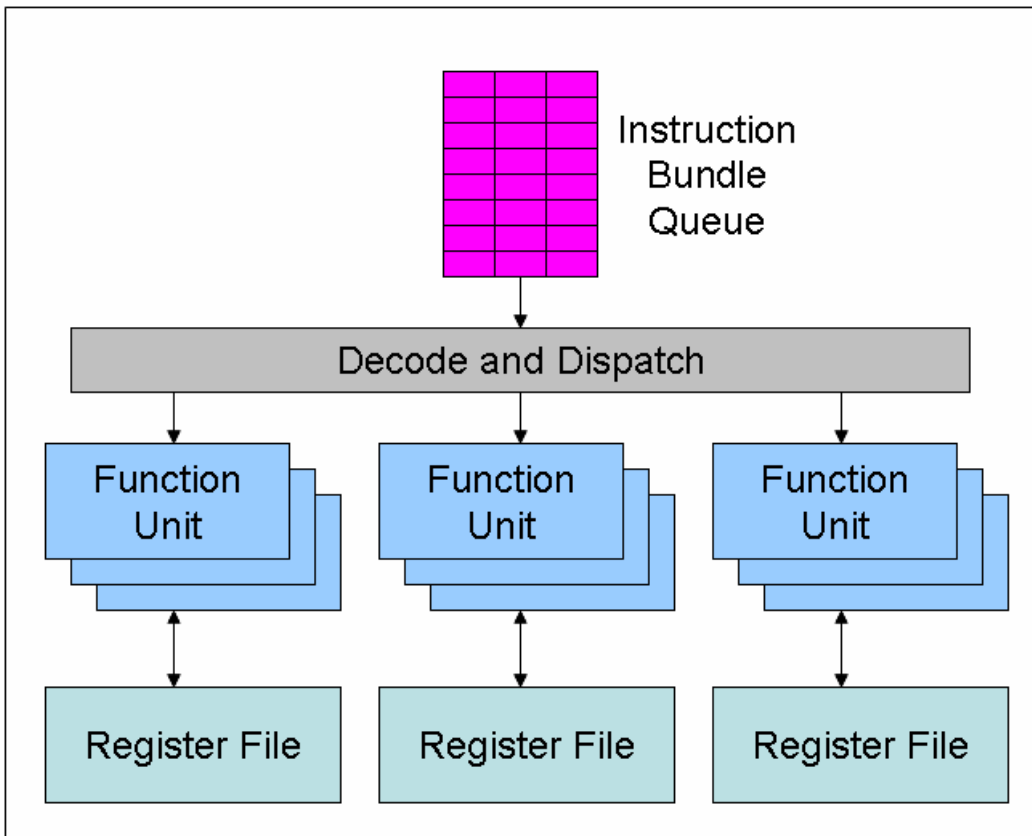 Instruction
Bundle
Queue
Decode and Dispatch
Function
Unit
Function
Unit
Function
Unit
Register File
Register File
Register File